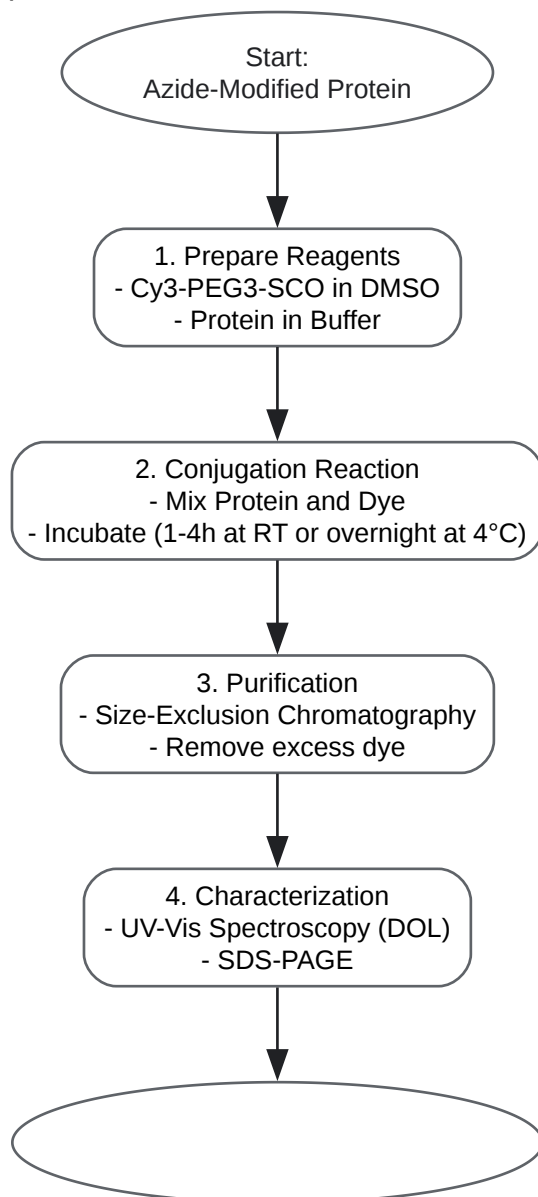 Start:
Azide-Modified Protein
1. Prepare Reagents
- Cy3-PEG3-SCO in DMSO
- Protein in Buffer
2. Conjugation Reaction
- Mix Protein and Dye
- Incubate (1-4h at RT or overnight at 4°C)
3. Purification
- Size-Exclusion Chromatography
- Remove excess dye
4. Characterization
- UV-Vis Spectroscopy (DOL)
- SDS-PAGE